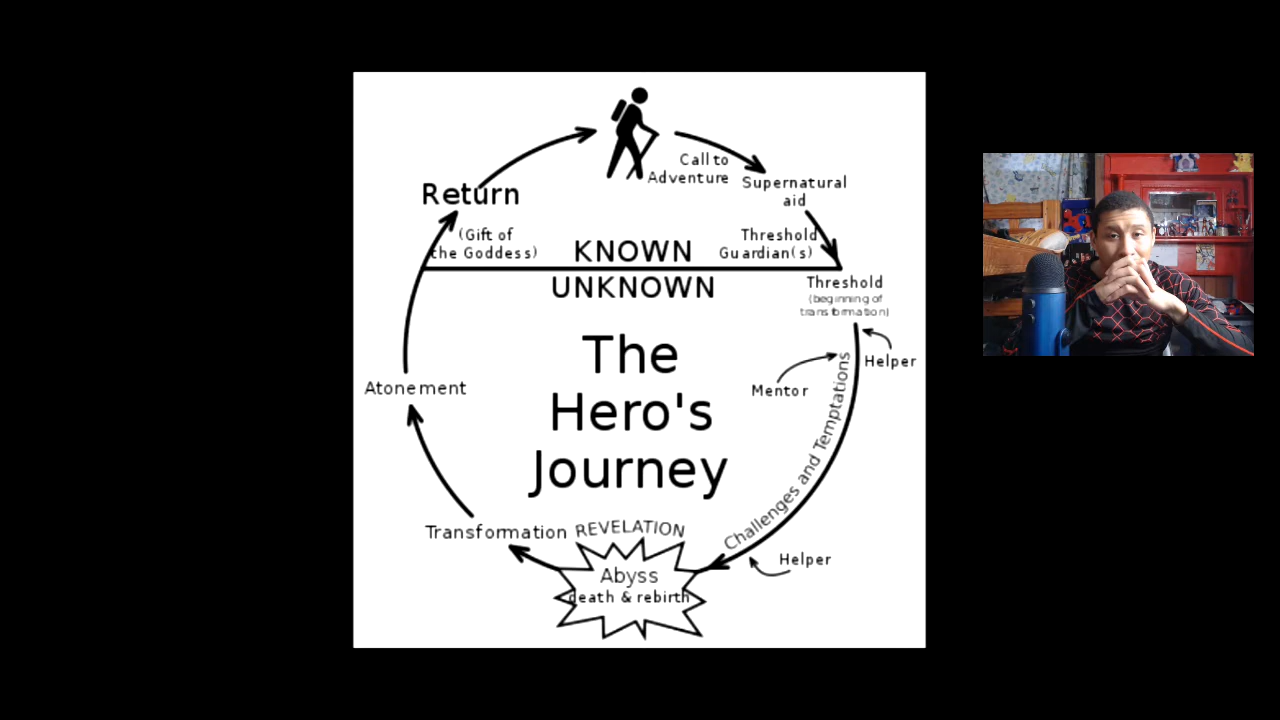 Call to
Adventure
Supernatural
aid
Return
(Gift of
the Goddess)
KNOWN
Threshold
Guardian(s)
UNKNOWN
Threshold
(beginning of
transformation)
The
Hero's
Journey
Helper
Mentor
Challenges and Temptations
Helper
REVELATION
Abyss
death & rebirth
Transformation
Atonement